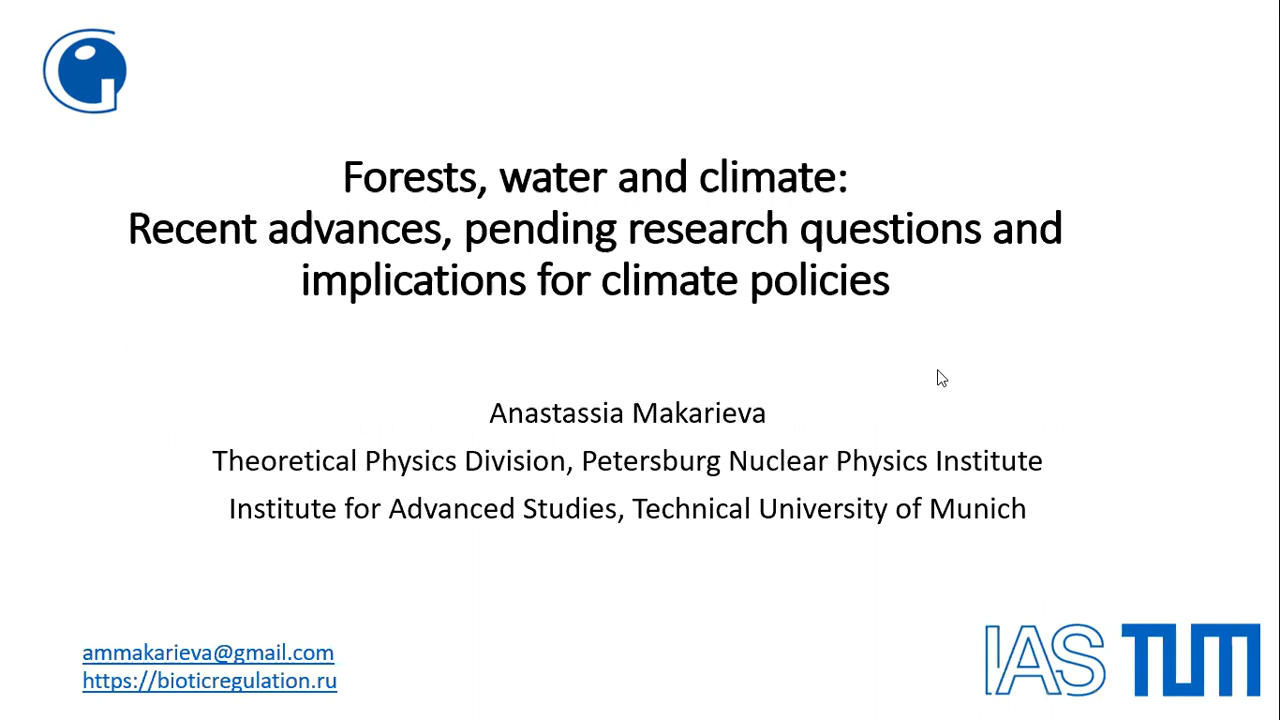 Forests, water and climate:
Recent advances, pending research questions and
implications for climate policies
Anastassia Makarieva
Theoretical Physics Division, Petersburg Nuclear Physics Institute
Institute for Advanced Studies, Technical University of Munich
ammakarieva@gmail.com
https://bioticregulation.ru
IAS TUM